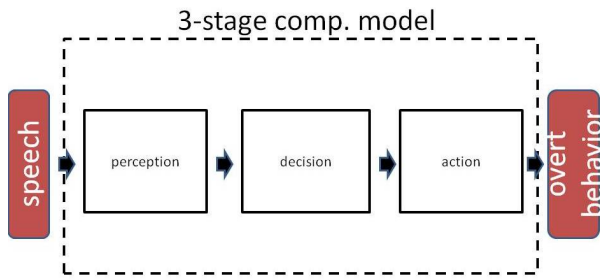 3-stage comp. model
speech
perception
decision
action
overt
behavior